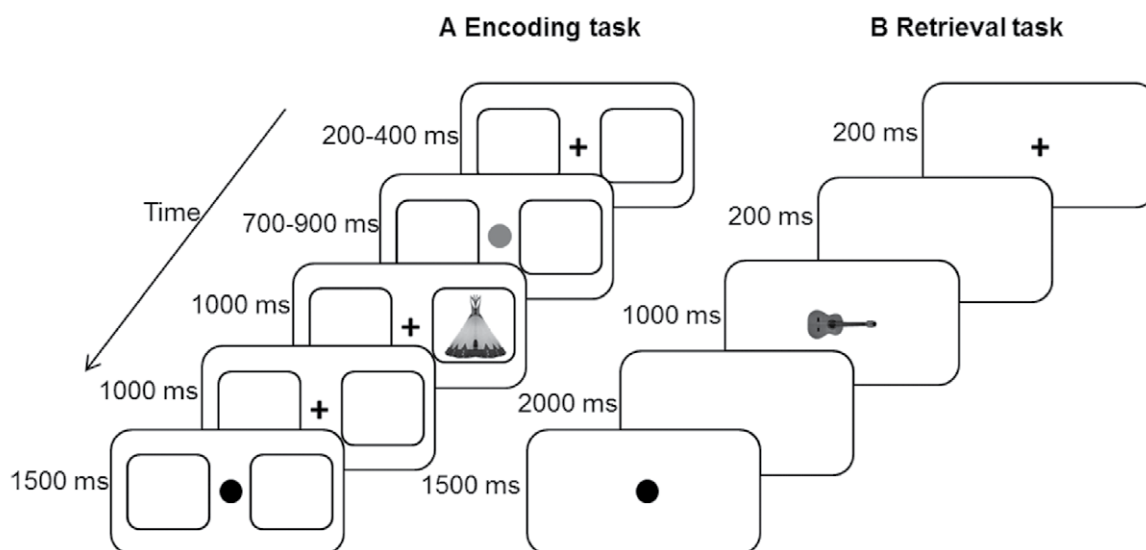 A Encoding task
B Retrieval task
Time
200-400 ms
700-900 ms
1000 ms
1000 ms
1500 ms
200 ms
200 ms
1000 ms
2000 ms
1500 ms